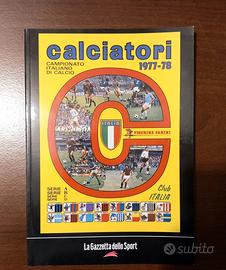 calciatori
1977-78
CAMPIONATO
ITALIANO
DI CALCIO
ITALIA
FIGURINE PANINI
SERIE A
SERIE B
SERIE C
SERIE D
Club
ITALIA
La Gazzetta dello Sport
subito